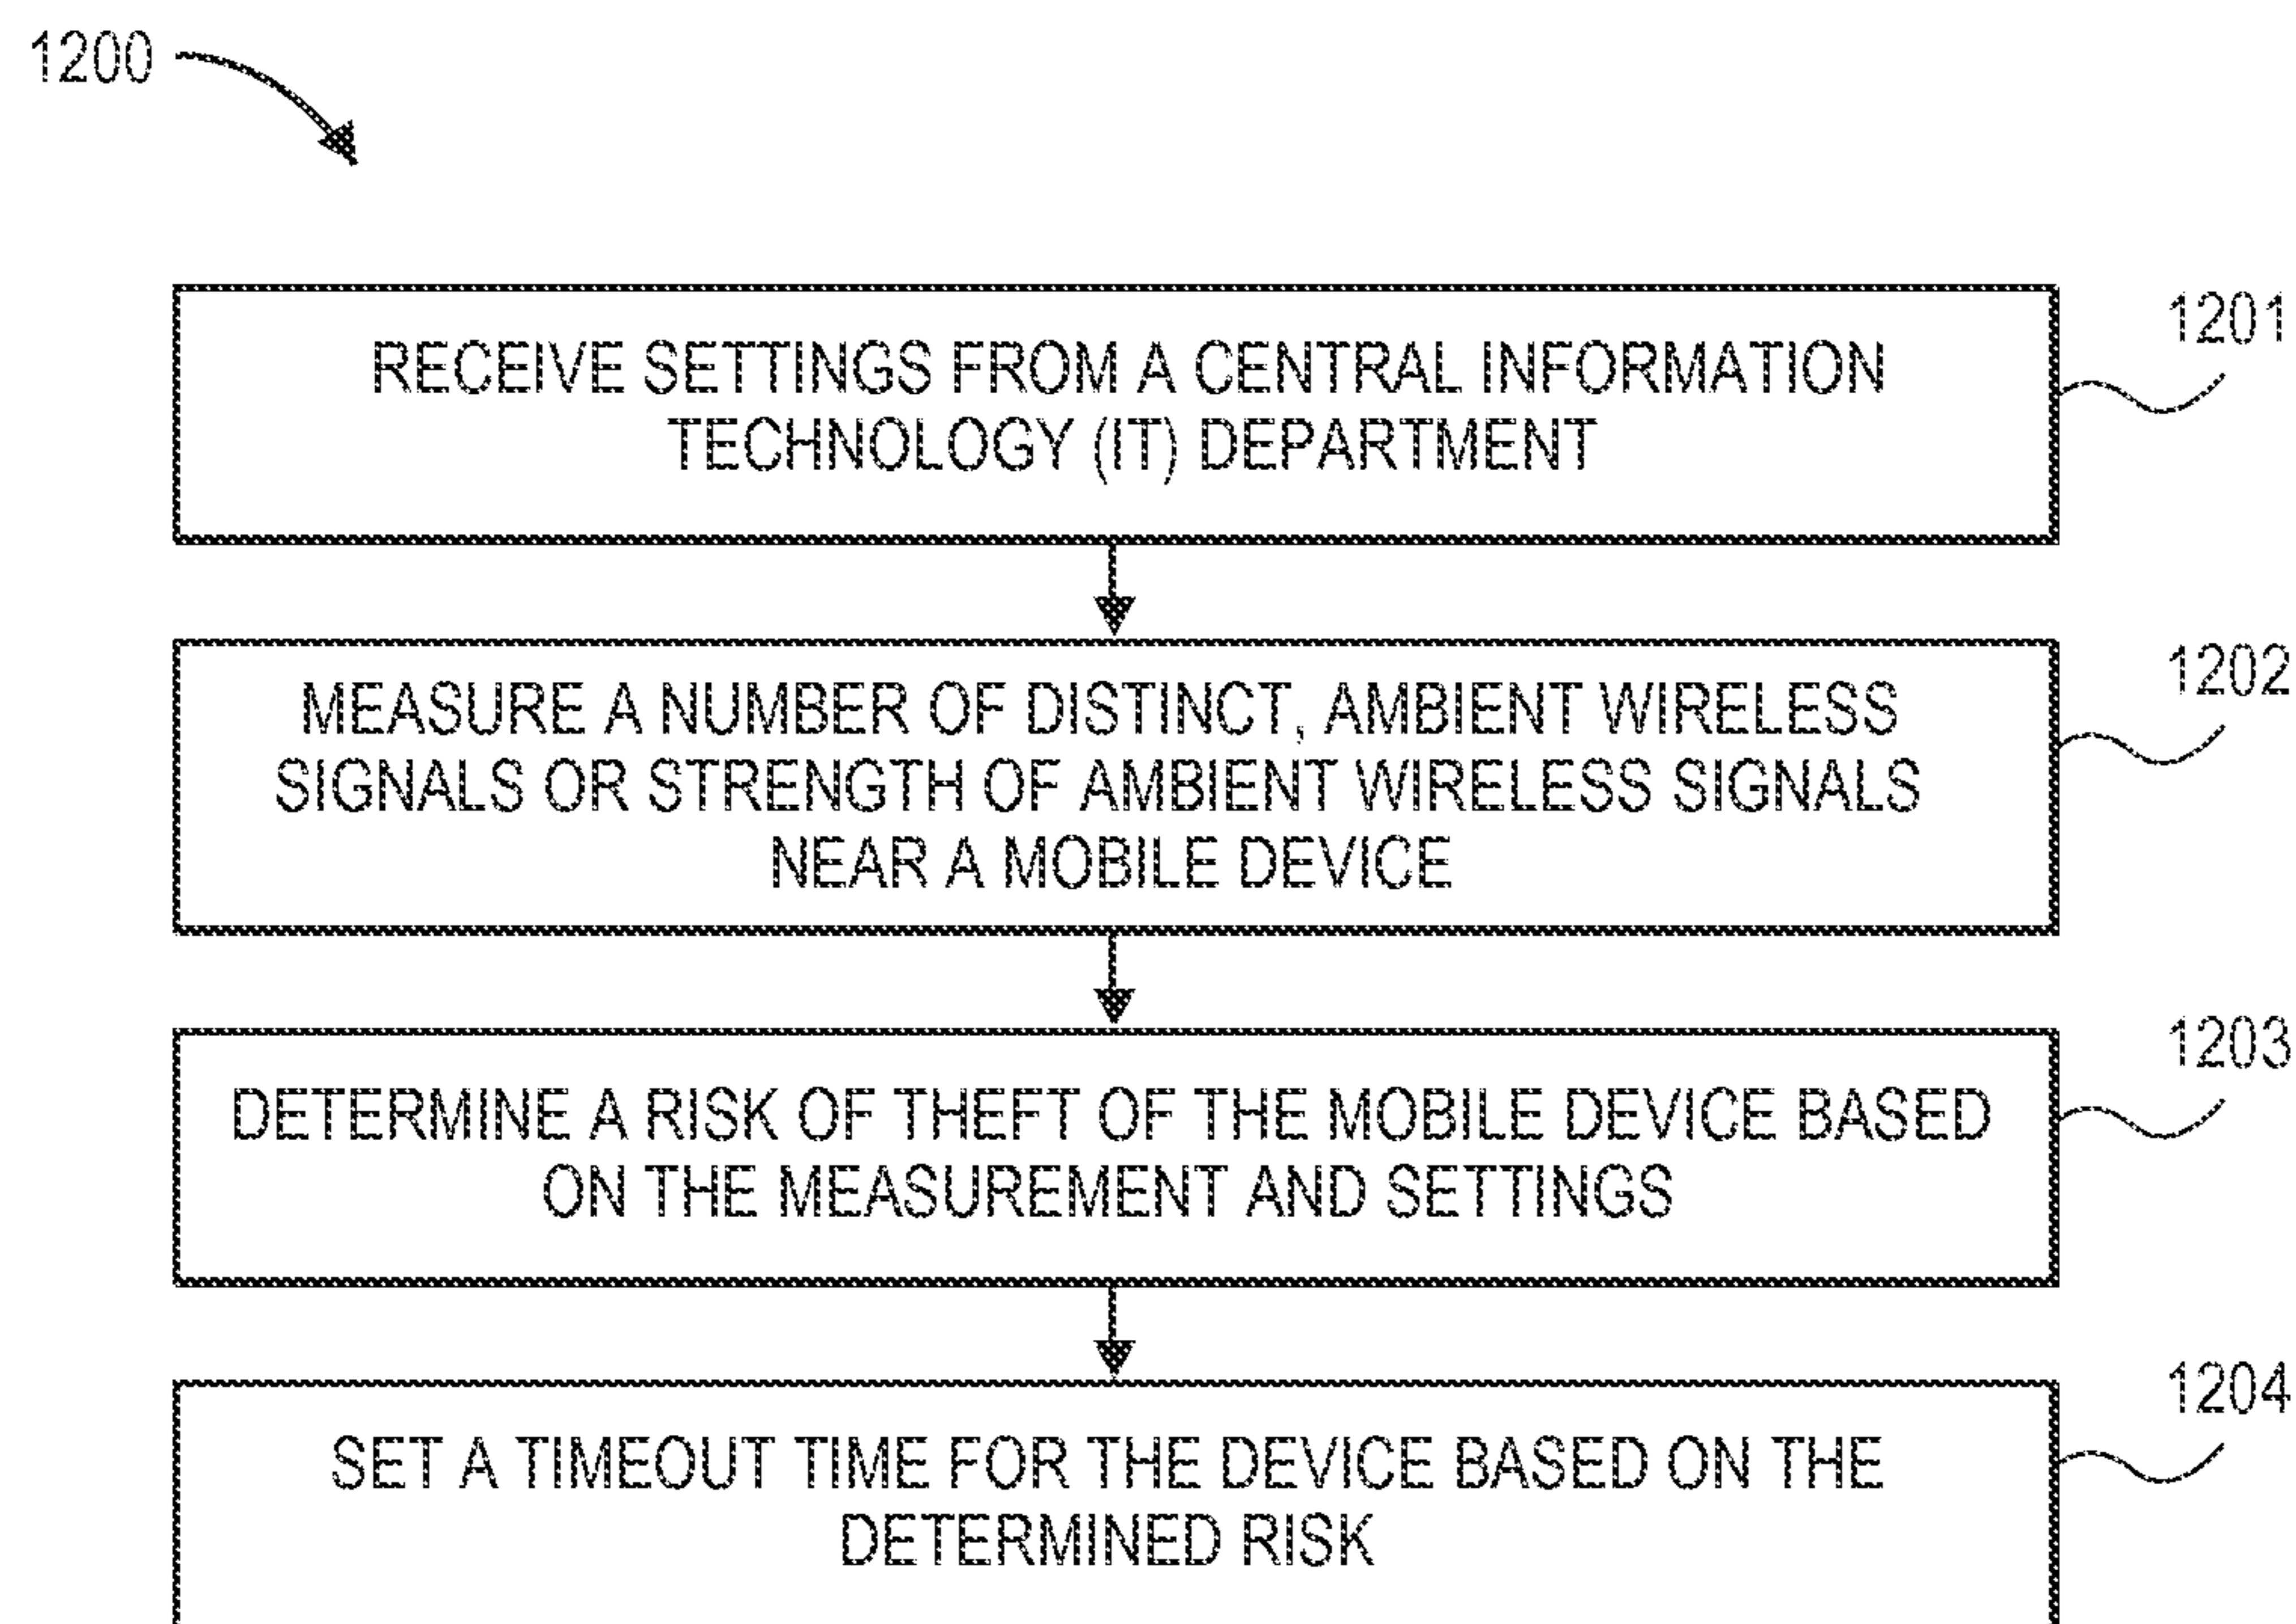 1200
RECEIVE SETTINGS FROM A CENTRAL INFORMATION
TECHNOLOGY (IT) DEPARTMENT
1201
MEASURE A NUMBER OF DISTINCT, AMBIENT WIRELESS
SIGNALS OR STRENGTH OF AMBIENT WIRELESS SIGNALS
NEAR A MOBILE DEVICE
1202
DETERMINE A RISK OF THEFT OF THE MOBILE DEVICE BASED
ON THE MEASUREMENT AND SETTINGS
1203
SET A TIMEOUT TIME FOR THE DEVICE BASED ON THE
DETERMINED RISK
1204